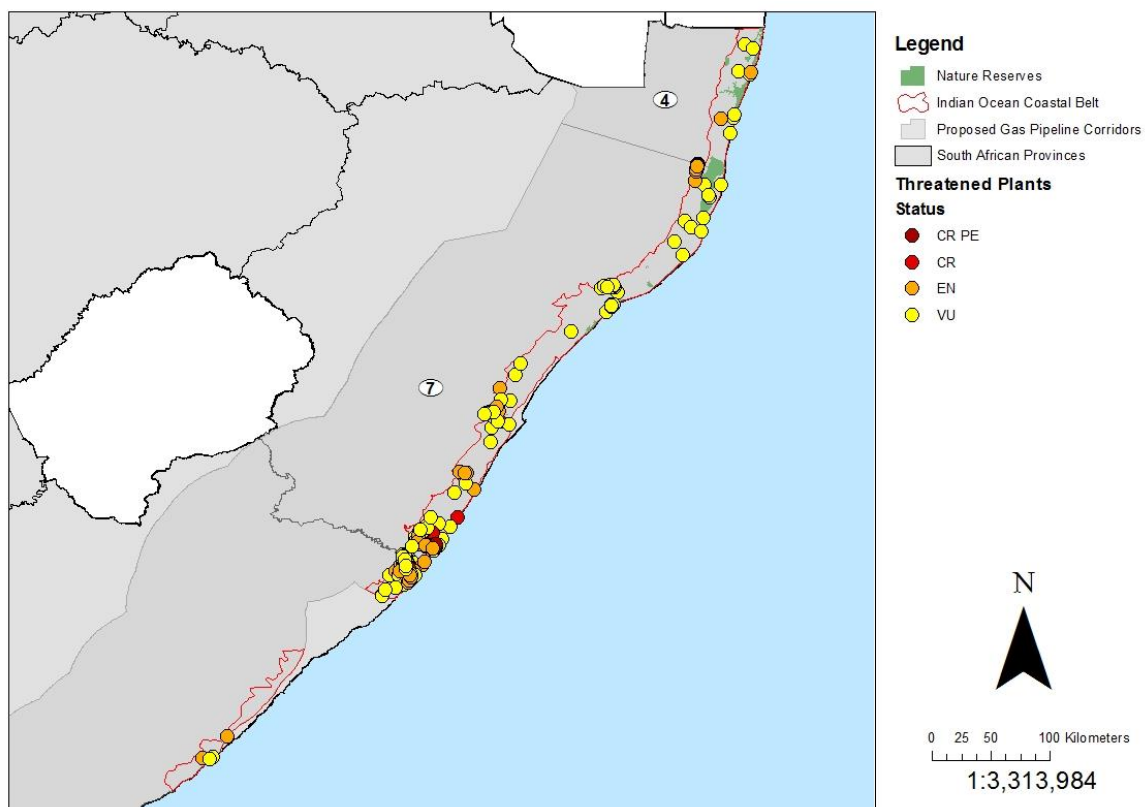 4
7
Legend
Nature Reserves
Indian Ocean Coastal Belt
Proposed Gas Pipeline Corridors
South African Provinces
Threatened Plants
Status
CR PE
CR
EN
VU
N
0 25 50 100 Kilometers
1:3,313,984